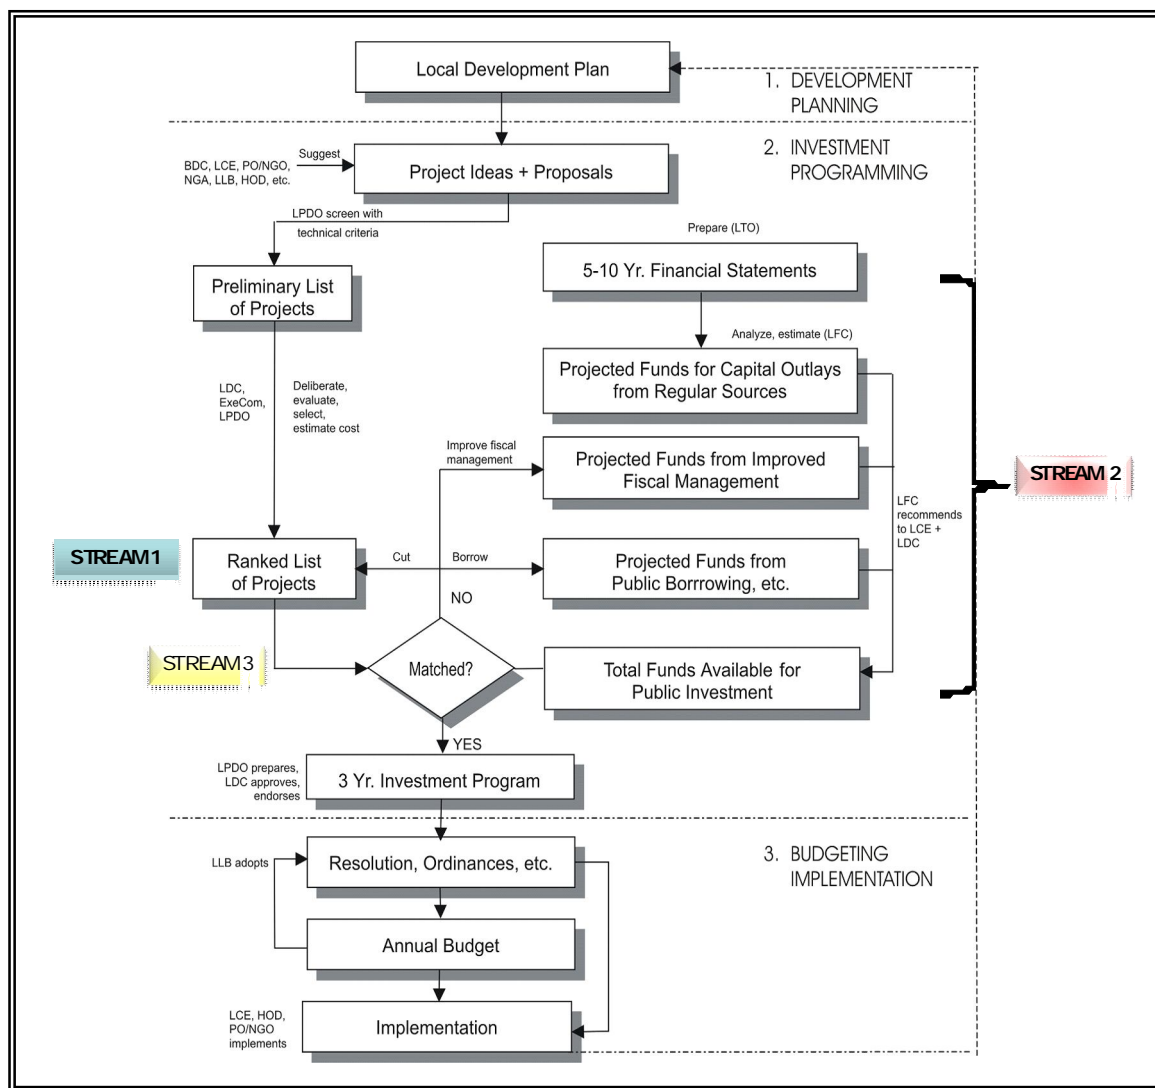 Local Development Plan
1. DEVELOPMENT
PLANNING
2. INVESTMENT
PROGRAMMING
Suggest
BDC, LCE, PO/NGO,
NGA, LLB, HOD, etc.
Project Ideas + Proposals
LPDO screen with
technical criteria
Prepare (LTO)
5-10 Yr. Financial Statements
Preliminary List
of Projects
Analyze, estimate (LFC)
Projected Funds for Capital Outlays
from Regular Sources
LDC,
ExeCom,
LPDO
Deliberate,
evaluate,
select,
estimate cost
Improve fiscal
management
Projected Funds from Improved
Fiscal Management
STREAM 2
LFC
recommends
to LCE +
LDC
STREAM 1
Ranked List
of Projects
Cut
Borrow
Projected Funds from
Public Borrrowing, etc.
NO
STREAM 3
Matched?
Total Funds Available for
Public Investment
YES
LPDO prepares,
LDC approves,
endorses
3 Yr. Investment Program
3. BUDGETING
IMPLEMENTATION
LLB adopts
Resolution, Ordinances, etc.
Annual Budget
LCE, HOD,
PO/NGO
implements
Implementation